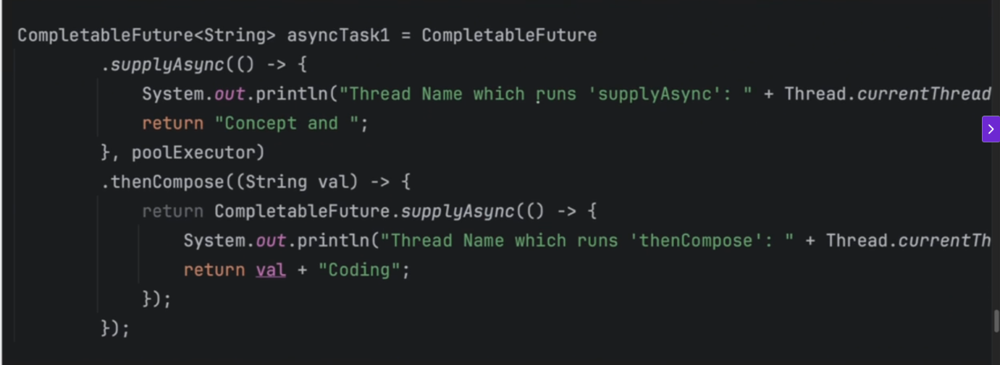 CompletableFuture<String> asyncTask1 = CompletableFuture
.supplyAsync(() -> {
System.out.println("Thread Name which runs 'supplyAsync': " + Thread.currentThread
return "Concept and ";
}, poolExecutor)
.thenCompose((String val) -> {
return CompletableFuture.supplyAsync(() -> {
System.out.println("Thread Name which runs 'thenCompose': " + Thread.currentTh
return val + "Coding";
});
});